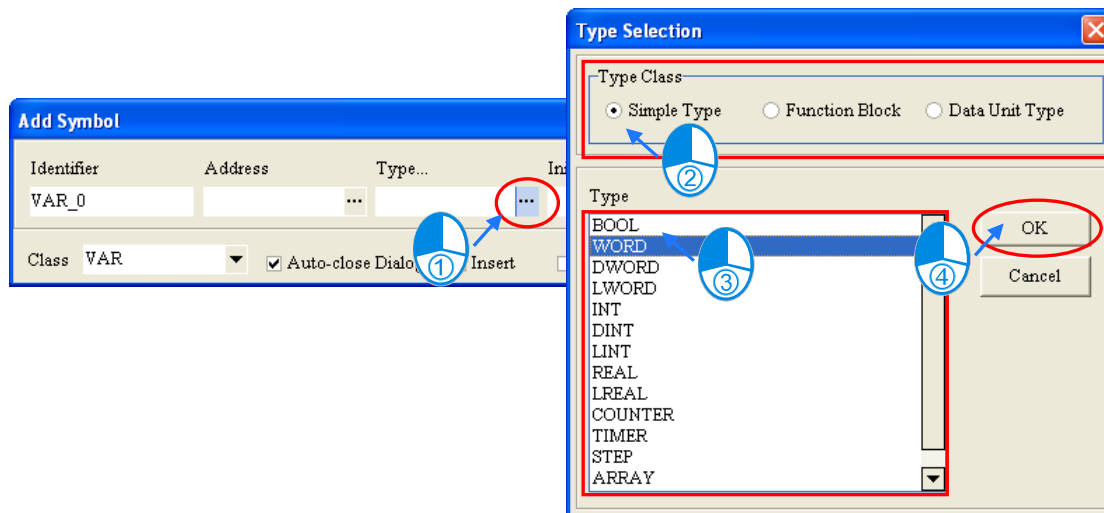 Add Symbol
Identifier Address Type... Ini
VAR_0 ... ...
Class VAR Auto-close Dialog Insert
①
Type Selection
Type Class
Simple Type Function Block Data Unit Type
②
Type
BOOL
WORD
DWORD
LWORD
INT
DINT
LINT
REAL
LREAL
COUNTER
TIMER
STEP
ARRAY
③
OK
④
Cancel